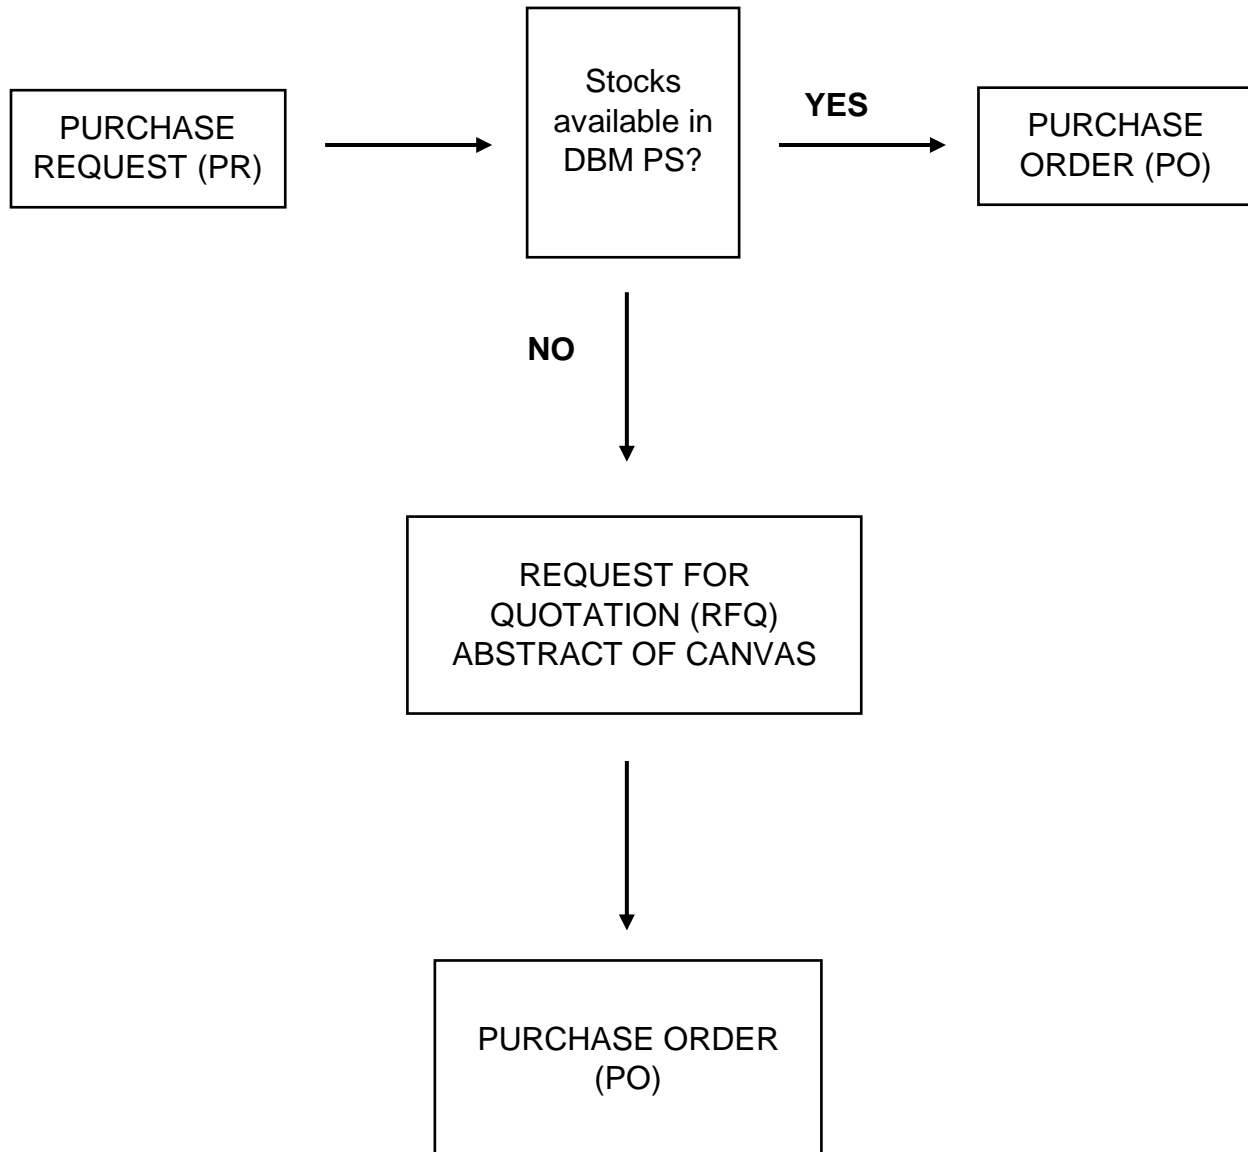 PURCHASE
REQUEST (PR)
Stocks
available in
DBM PS?
YES
PURCHASE
ORDER (PO)
NO
REQUEST FOR
QUOTATION (RFQ)
ABSTRACT OF CANVAS
PURCHASE ORDER
(PO)